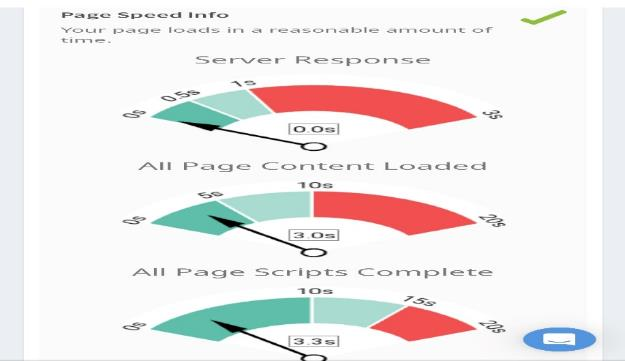 Page Speed Info
Your page loads in a reasonable amount of
time.
Server Response
0s
0.5s
1s
3s
0.0s
All Page Content Loaded
0s
5s
10s
20s
3.0s
All Page Scripts Complete
0s
10s
15s
20s
3.3s